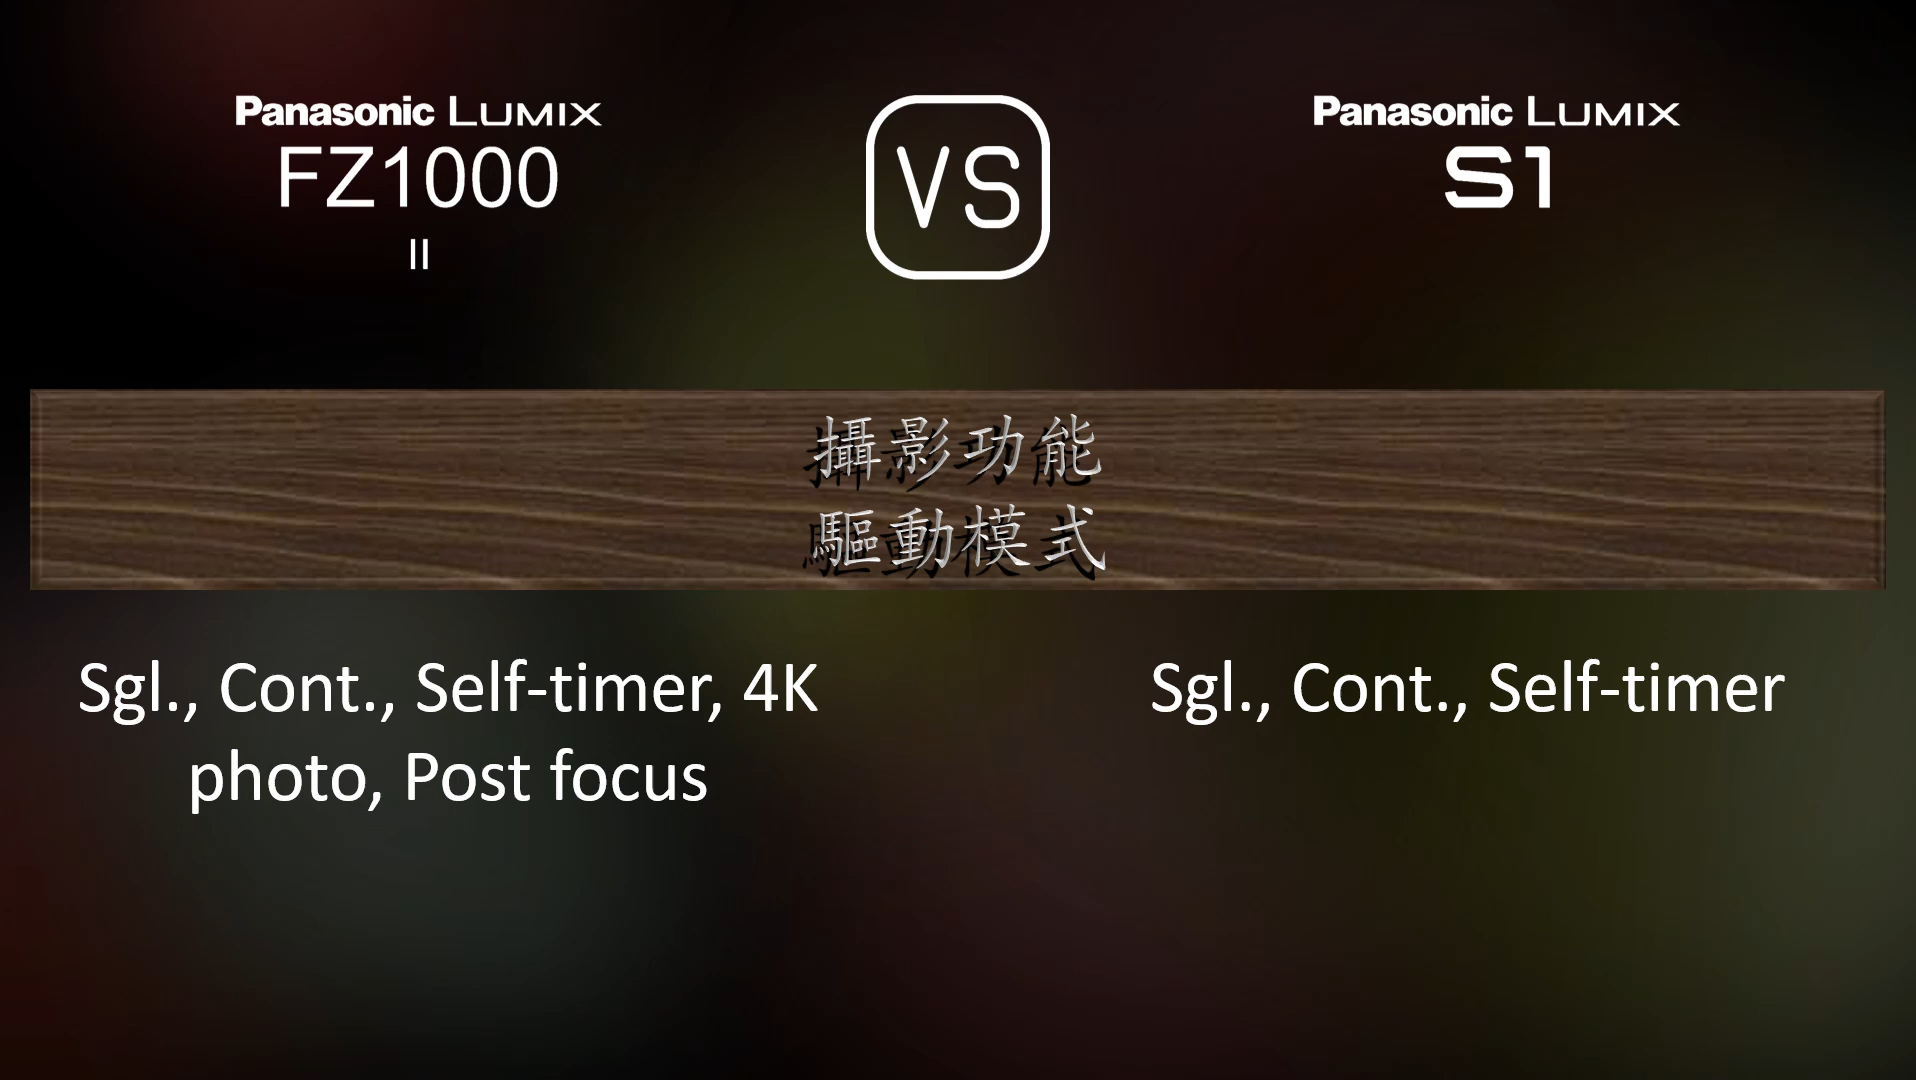 Panasonic LUMIX
FZ1000
II
VS
Panasonic LUMIX
S1
攝影功能
驅動模式
Sgl., Cont., Self-timer, 4K
photo, Post focus
Sgl., Cont., Self-timer